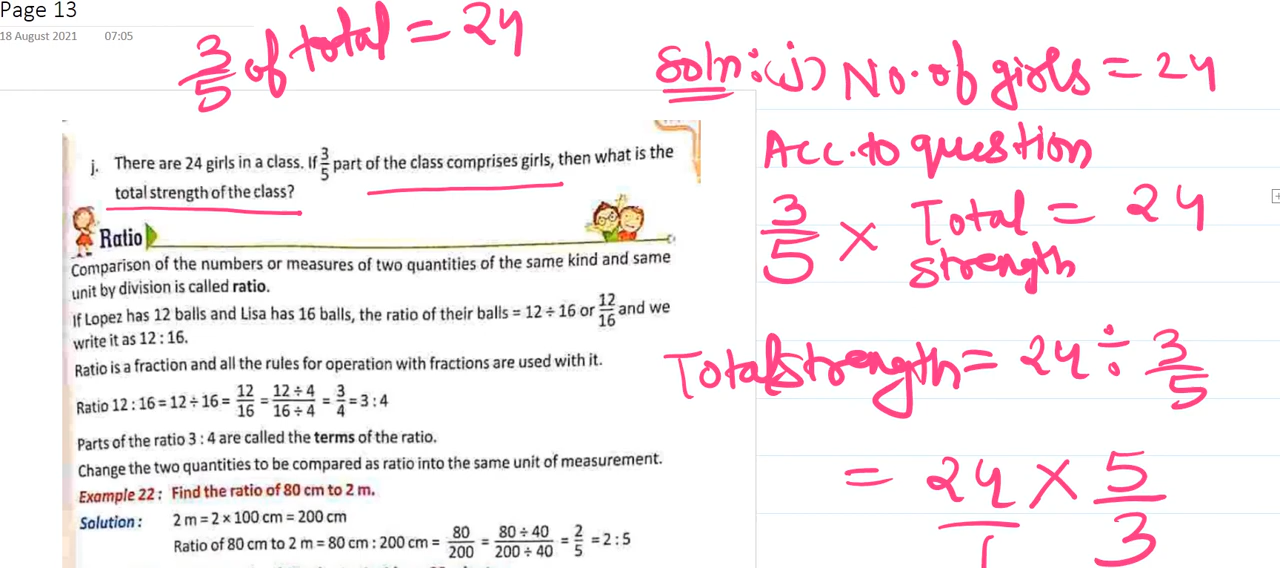 Page 13
18 August 2021 07:05
3/5 of total = 24
j. There are 24 girls in a class. If 3/5 part of the class comprises girls, then what is the
total strength of the class?
Ratio
Comparison of the numbers or measures of two quantities of the same kind and same
unit by division is called ratio.
If Lopez has 12 balls and Lisa has 16 balls, the ratio of their balls = 12 ÷ 16 or 12/16 and we
write it as 12 : 16.
Ratio is a fraction and all the rules for operation with fractions are used with it.
Ratio 12 : 16 = 12 ÷ 16 = 12/16 = 12 ÷ 4/16 ÷ 4 = 3/4 = 3 : 4
Parts of the ratio 3 : 4 are called the terms of the ratio.
Change the two quantities to be compared as ratio into the same unit of measurement.
Example 22 : Find the ratio of 80 cm to 2 m.
Solution : 2 m = 2 × 100 cm = 200 cm
Ratio of 80 cm to 2 m = 80 cm : 200 cm = 80/200 = 80 ÷ 40/200 ÷ 40 = 2/5 = 2 : 5
Soln : (j) No. of girls = 24
Acc. to question
3/5 × Total = 24
strength
Total strength = 24 ÷ 3/5
= 24/1 × 5/3